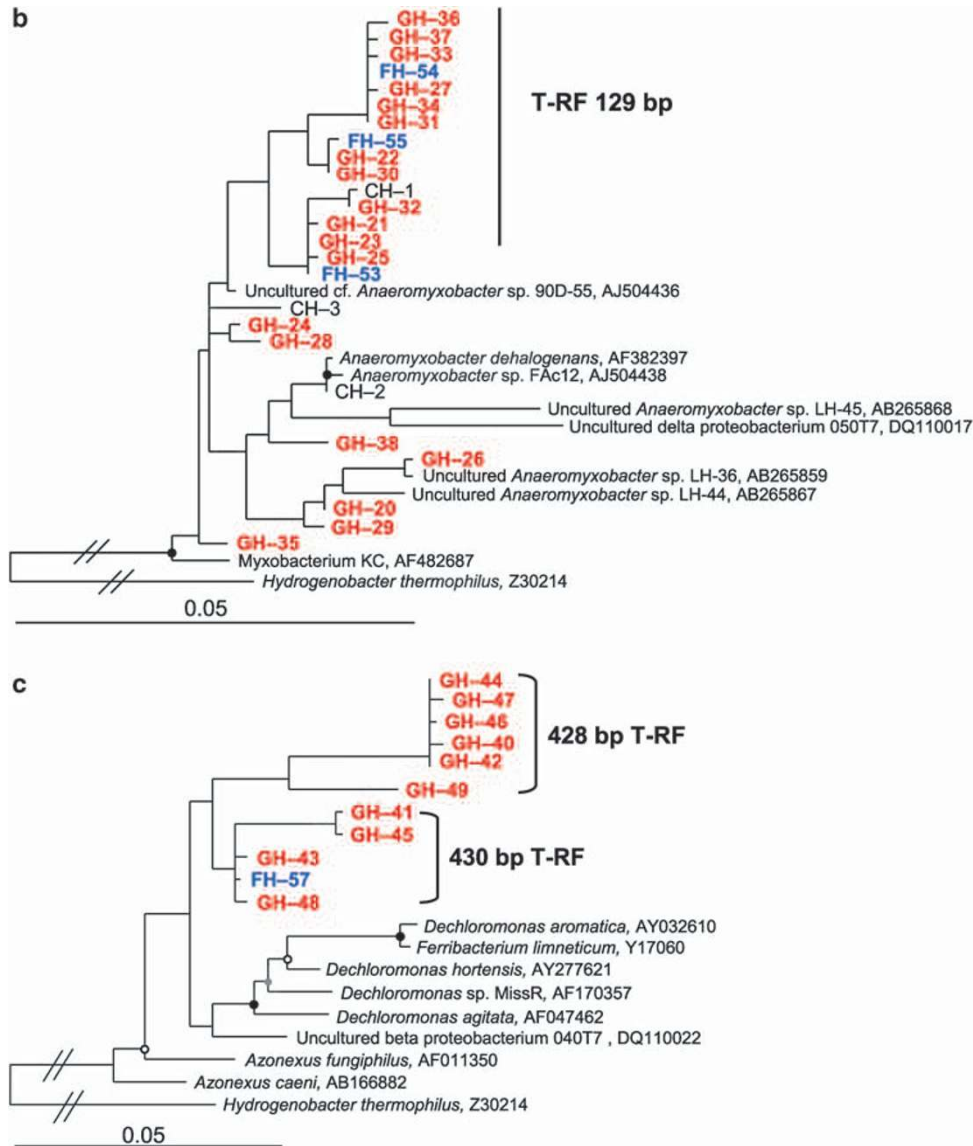 b
GH-36
GH-37
GH-33
FH-54
GH-27
GH-34
GH-31
T-RF 129 bp
FH-55
GH-22
GH-30
CH-1
GH-32
GH-21
GH-23
GH-25
FH-53
Uncultured cf. Anaeromyxobacter sp. 90D-55, AJ504436
CH-3
GH-24
GH-28
Anaeromyxobacter dehalogenans, AF382397
Anaeromyxobacter sp. FAc12, AJ504438
CH-2
Uncultured Anaeromyxobacter sp. LH-45, AB265868
Uncultured delta proteobacterium 050T7, DQ110017
GH-38
GH-26
Uncultured Anaeromyxobacter sp. LH-36, AB265859
Uncultured Anaeromyxobacter sp. LH-44, AB265867
GH-20
GH-29
GH-35
Myxobacterium KC, AF482687
Hydrogenobacter thermophilus, Z30214
0.05
c
GH-44
GH-47
GH-46
GH-40
GH-42
428 bp T-RF
GH-49
GH-41
GH-45
GH-43
FH-57
GH-48
430 bp T-RF
Dechloromonas aromatica, AY032610
Ferribacterium limneticum, Y17060
Dechloromonas hortensis, AY277621
Dechloromonas sp. MissR, AF170357
Dechloromonas agitata, AF047462
Uncultured beta proteobacterium 040T7 , DQ110022
Azonexus fungiphilus, AF011350
Azonexus caeni, AB166882
Hydrogenobacter thermophilus, Z30214
0.05